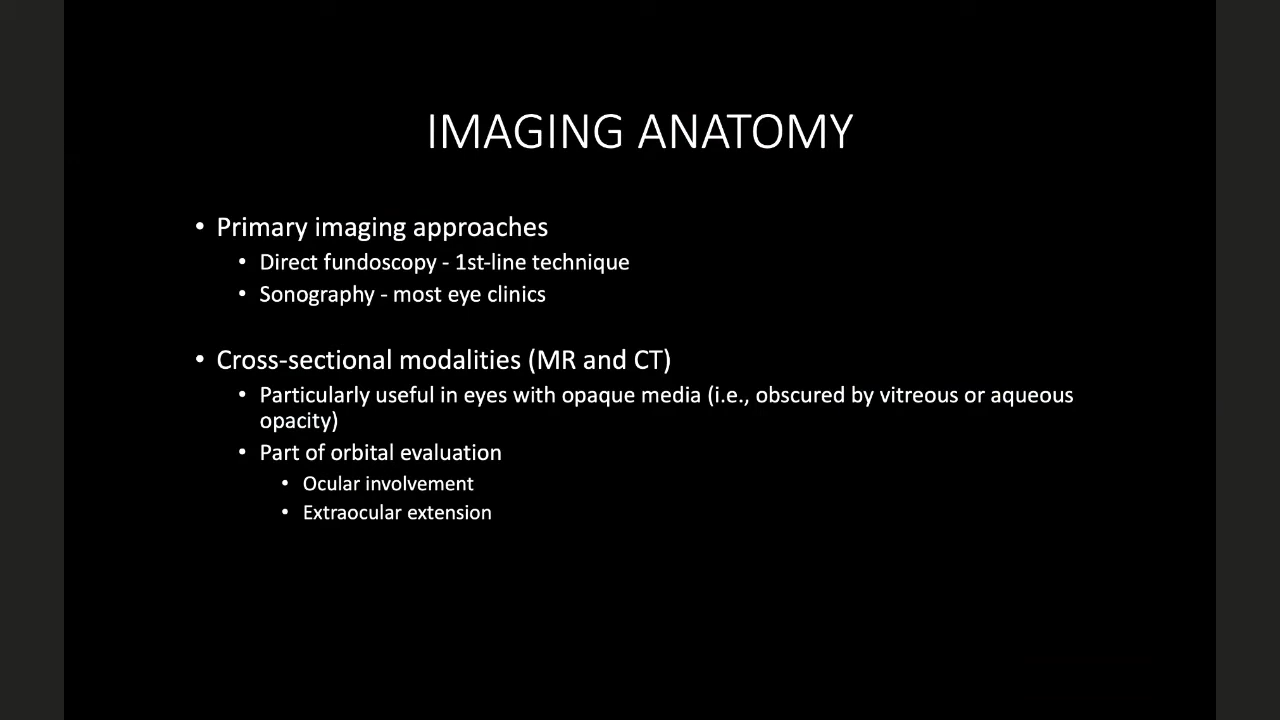 IMAGING ANATOMY
• Primary imaging approaches
• Direct fundoscopy - 1st-line technique
• Sonography - most eye clinics
• Cross-sectional modalities (MR and CT)
• Particularly useful in eyes with opaque media (i.e., obscured by vitreous or aqueous
opacity)
• Part of orbital evaluation
• Ocular involvement
• Extraocular extension